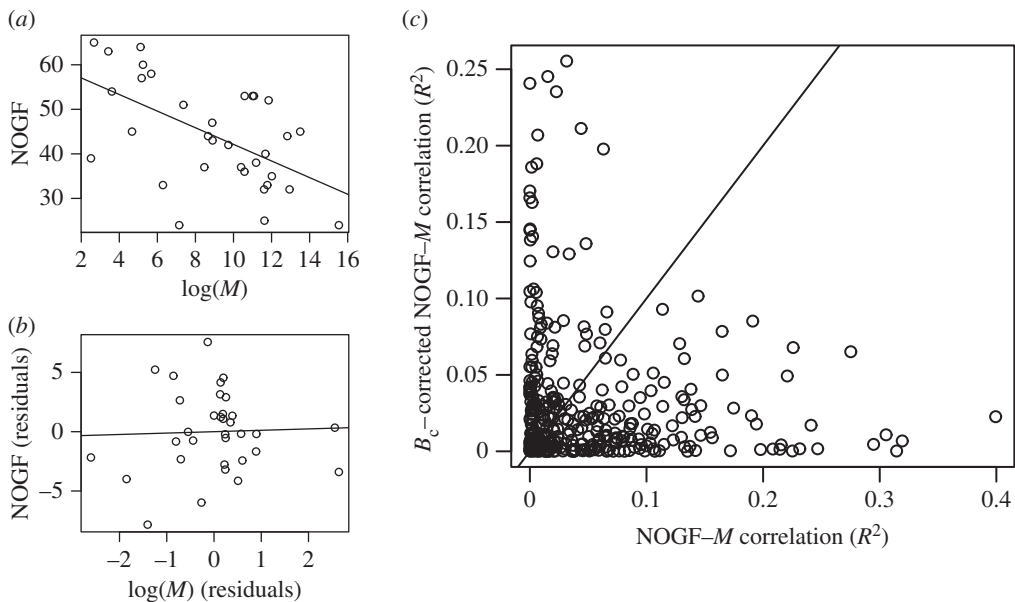 (a)
60
50
40
30
NOGF
2 4 6 8 10 12 14 16
log(M)
(b)
5
0
−5
NOGF (residuals)
−2 −1 0 1 2
log(M) (residuals)
(c)
0.25
0.20
0.15
0.10
0.05
0
Bc–corrected NOGF–M correlation (R²)
0 0.1 0.2 0.3 0.4
NOGF–M correlation (R²)